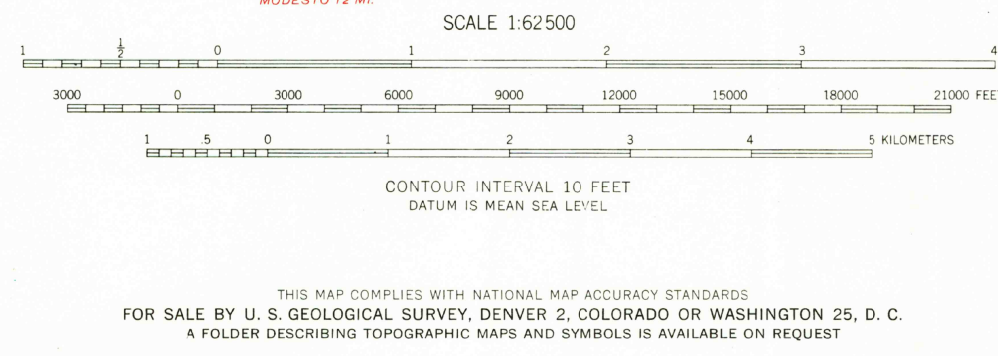 MODESTO 12 MI.
SCALE 1:62500
1 ½ 0 1 2 3 4
3000 0 3000 6000 9000 12000 15000 18000 21000 FEET
1 .5 0 1 2 3 4 5 KILOMETERS
CONTOUR INTERVAL 10 FEET
DATUM IS MEAN SEA LEVEL
THIS MAP COMPLIES WITH NATIONAL MAP ACCURACY STANDARDS
FOR SALE BY U. S. GEOLOGICAL SURVEY, DENVER 2, COLORADO OR WASHINGTON 25, D. C.
A FOLDER DESCRIBING TOPOGRAPHIC MAPS AND SYMBOLS IS AVAILABLE ON REQUEST